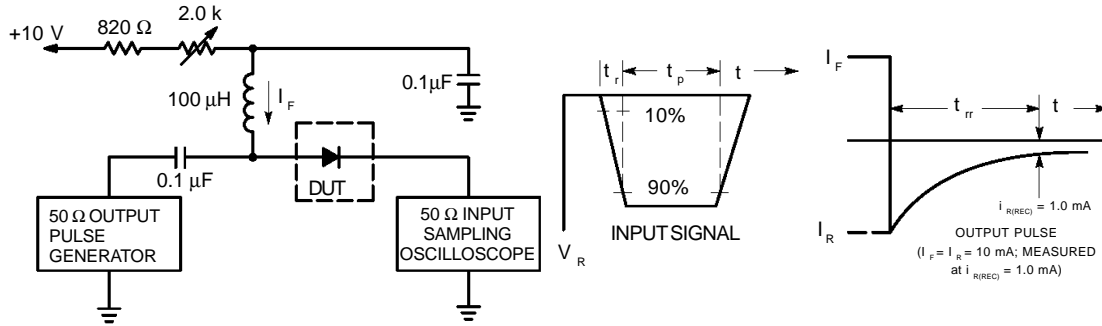 +10 V
820 Ω
2.0 k
100 µH
I F
0.1µF
0.1 µF
DUT
50 Ω OUTPUT
PULSE
GENERATOR
50 Ω INPUT
SAMPLING
OSCILLOSCOPE
t r
t p
t
10%
90%
V R
INPUT SIGNAL
I F
t rr
t
I R
i R(REC) = 1.0 mA
OUTPUT PULSE
(I F = I R = 10 mA; MEASURED
at i R(REC) = 1.0 mA)